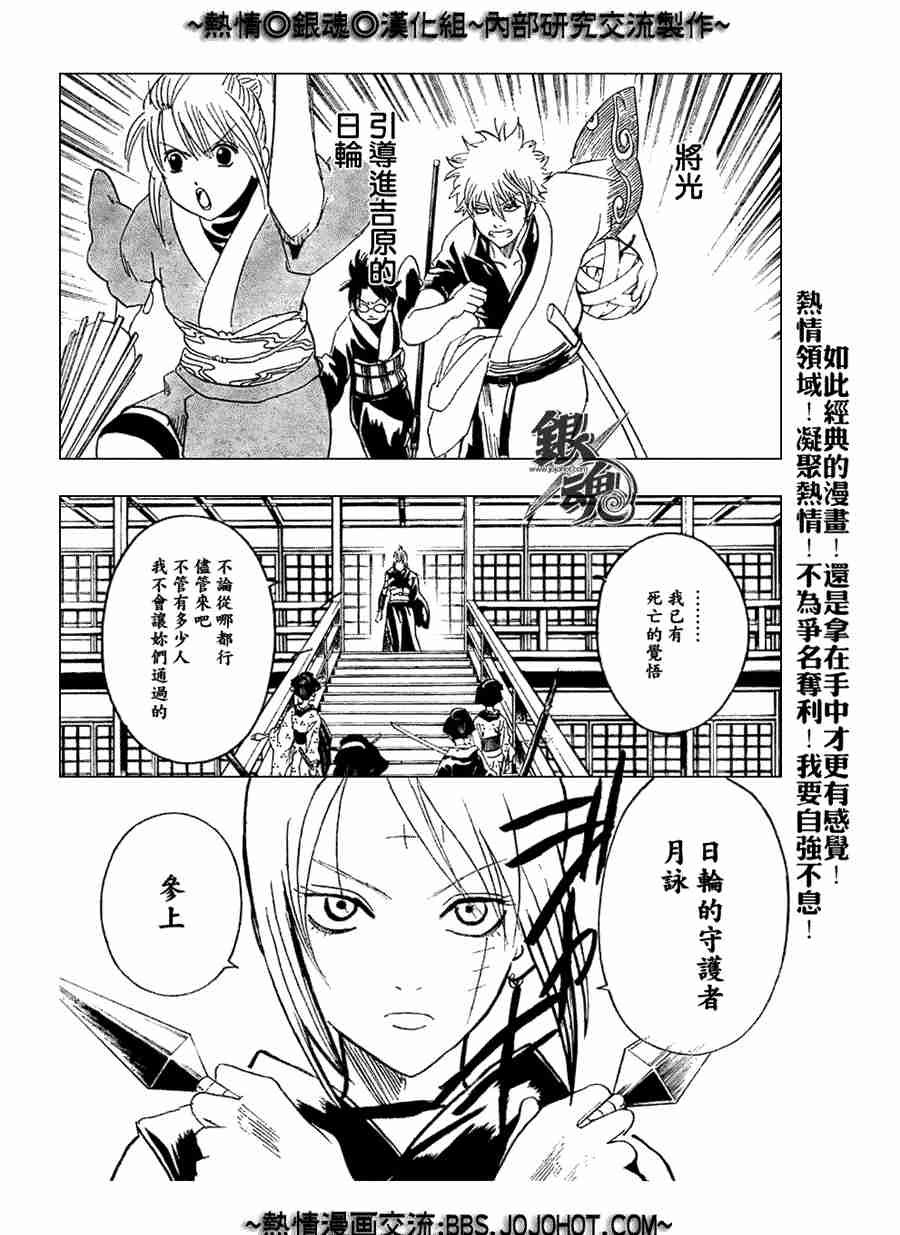 ~熱情◎銀魂◎漢化組~內部研究交流製作~
將光
引導進吉原的
日輪
銀魂
www.jojohot.com
………
我已有
死亡的覺悟
不論從哪都行
儘管來吧
不管有多少人
我不會讓妳們通過的
日輪的守護者
月詠
參上
如此經典的漫畫！還是拿在手中才更有感覺！
熱情領域！凝聚熱情！不為爭名奪利！我要自強不息！
~熱情漫画交流:BBS.JOJOHOT.COM~